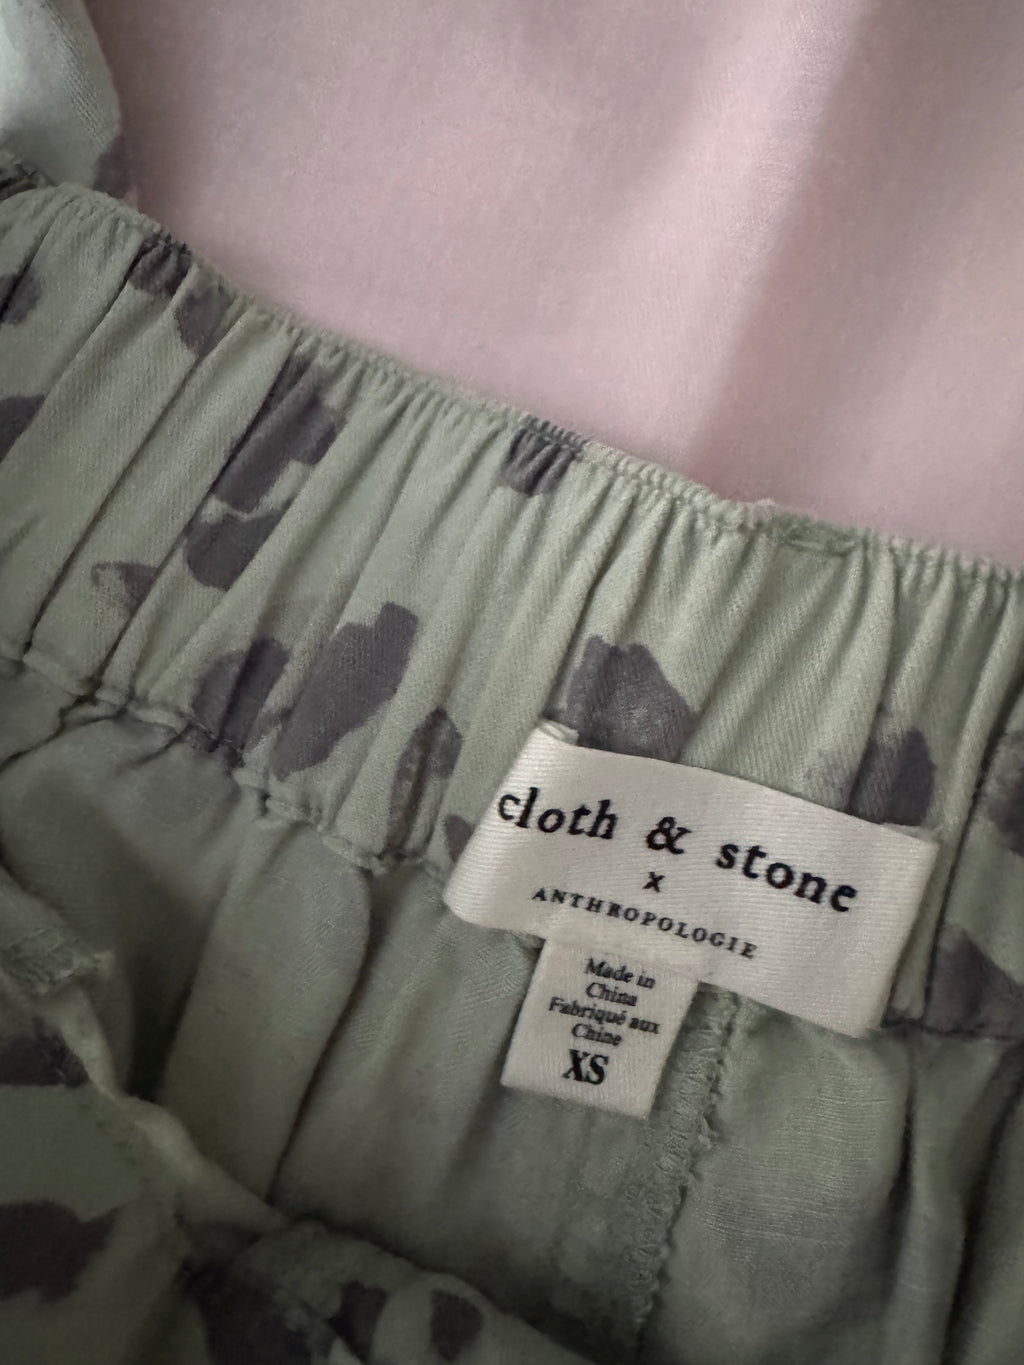 cloth & stone
x
ANTHROPOLOGIE
Made in
China
Fabriqué aux
Chine
XS